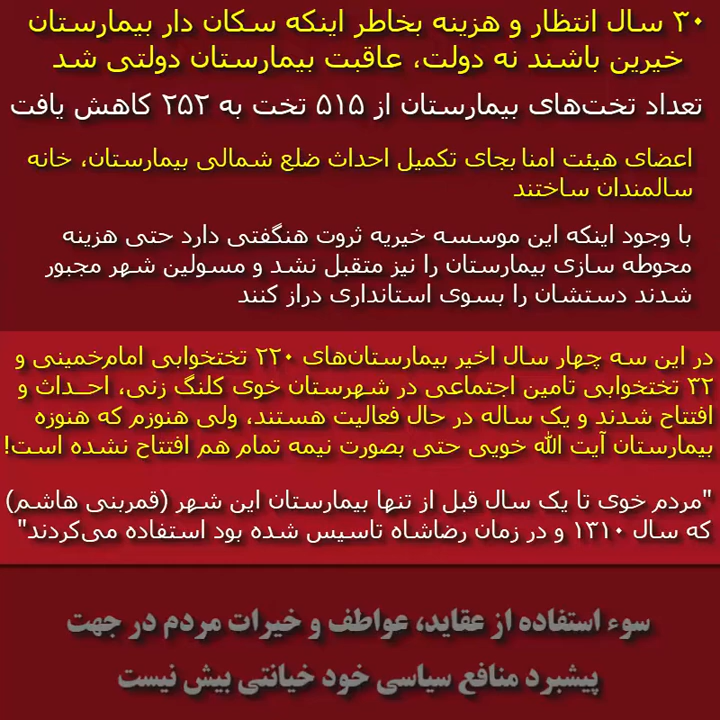 ۳۰ سال انتظار و هزینه بخاطر اینکه سکان دار بیمارستان
خیرین باشند نه دولت، عاقبت بیمارستان دولتی شد
تعداد تخت‌های بیمارستان از ۵۱۵ تخت به ۲۵۲ کاهش یافت
اعضای هیئت امنا بجای تکمیل احداث ضلع شمالی بیمارستان، خانه
سالمندان ساختند
با وجود اینکه این موسسه خیریه ثروت هنگفتی دارد حتی هزینه
محوطه سازی بیمارستان را نیز متقبل نشد و مسولین شهر مجبور
شدند دستشان را بسوی استانداری دراز کنند
در این سه چهار سال اخیر بیمارستان‌های ۲۲۰ تختخوابی امام‌خمینی و
۳۲ تختخوابی تامین اجتماعی در شهرستان خوی کلنگ زنی، احــداث و
افتتاح شدند و یک ساله در حال فعالیت هستند، ولی هنوزم که هنوزه
بیمارستان آیت الله خویی حتی بصورت نیمه تمام هم افتتاح نشده است!
"مردم خوی تا یک سال قبل از تنها بیمارستان این شهر (قمربنی هاشم)
که سال ۱۳۱۰ و در زمان رضاشاه تاسیس شده بود استفاده می‌کردند"
سوء استفاده از عقاید، عواطف و خیرات مردم در جهت
پیشبرد منافع سیاسی خود خیانتی بیش نیست